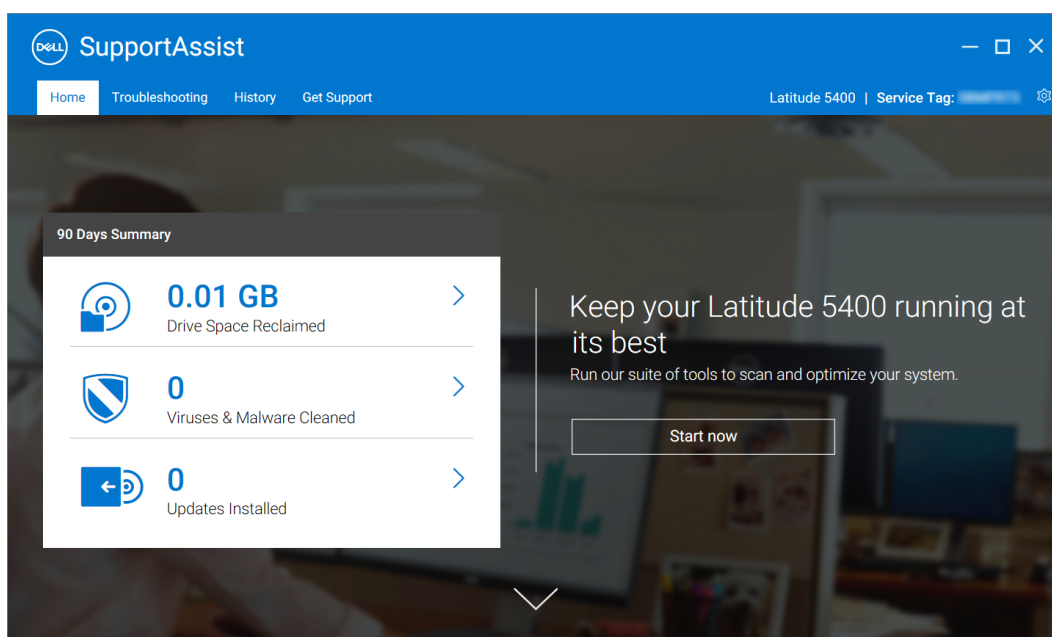 DELL SupportAssist
Home Troubleshooting History Get Support Latitude 5400 | Service Tag:
90 Days Summary
0.01 GB
Drive Space Reclaimed
0
Viruses & Malware Cleaned
0
Updates Installed
Keep your Latitude 5400 running at
its best
Run our suite of tools to scan and optimize your system.
Start now